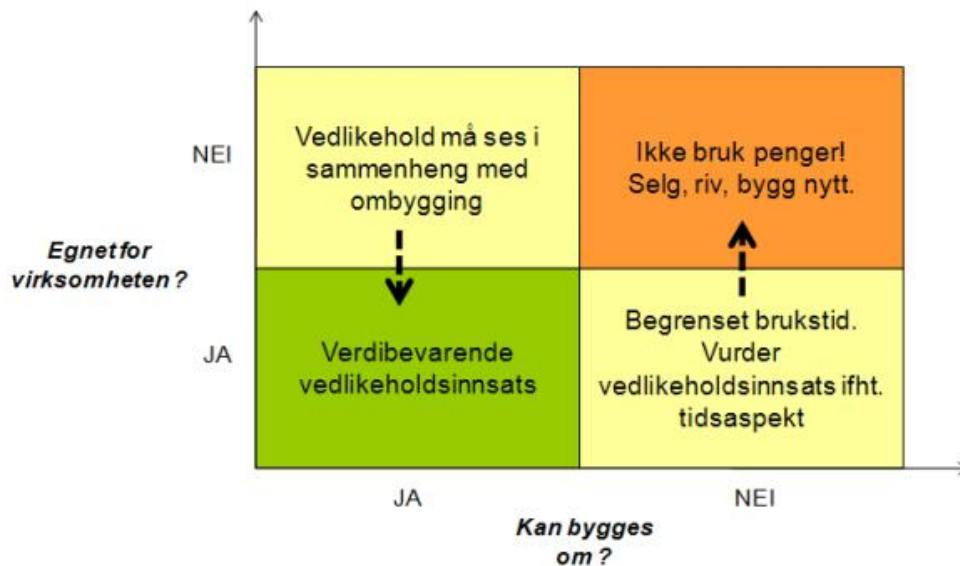 NEI
Vedlikehold må ses i
sammenheng med
ombygging
Ikke bruk penger!
Selg, riv, bygg nytt.
Egnet for
virksomheten ?
JA
Verdibevarende
vedlikeholdsinnsats
Begrenset brukstid.
Vurder
vedlikeholdsinnsats ifht.
tidsaspekt
JA
NEI
Kan bygges
om ?